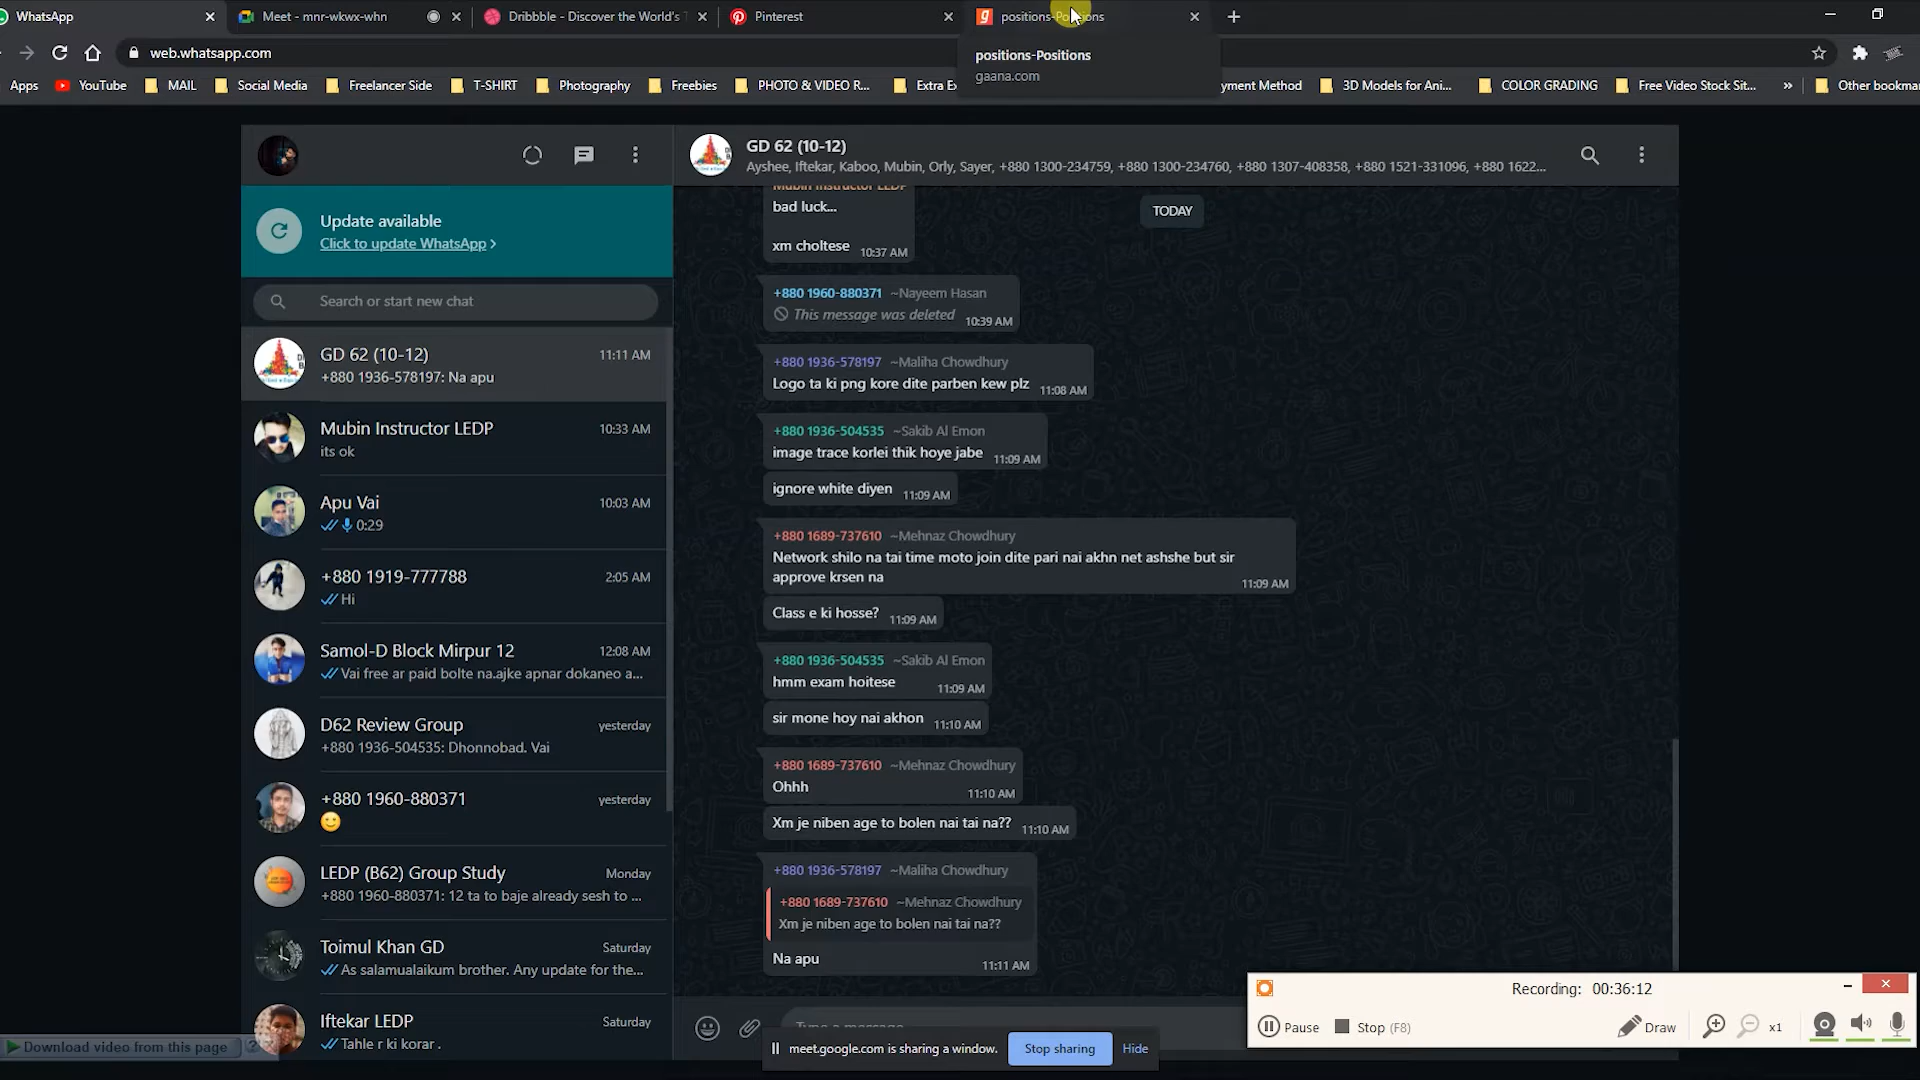 WhatsApp
Meet - mnr-wkwx-whn
Dribbble - Discover the World's T
Pinterest
positions-Positions
web.whatsapp.com
positions-Positions
gaana.com
Apps
YouTube
MAIL
Social Media
Freelancer Side
T-SHIRT
Photography
Freebies
PHOTO & VIDEO R...
Extra Ex
yment Method
3D Models for Ani...
COLOR GRADING
Free Video Stock Sit...
»
Other bookma
GD 62 (10-12)
Ayshee, Iftekar, Kaboo, Mubin, Orly, Sayer, +880 1300-234759, +880 1300-234760, +880 1307-408358, +880 1521-331096, +880 1622...
Update available
Click to update WhatsApp >
Search or start new chat
GD 62 (10-12)
11:11 AM
+880 1936-578197: Na apu
Mubin Instructor LEDP
10:33 AM
its ok
Apu Vai
10:03 AM
0:29
+880 1919-777788
2:05 AM
Hi
Samol-D Block Mirpur 12
12:08 AM
Vai free ar paid bolte na.ajke apnar dokaneo a...
D62 Review Group
yesterday
+880 1936-504535: Dhonnobad. Vai
+880 1960-880371
yesterday
LEDP (B62) Group Study
Monday
+880 1960-880371: 12 ta to baje already sesh to ...
Toimul Khan GD
Saturday
As salamualaikum brother. Any update for the...
Iftekar LEDP
Saturday
Tahle r ki korar .
Download video from this page
?
Mubin Instructor LEDP
bad luck...
TODAY
xm choltese
10:37 AM
+880 1960-880371 ~Nayeem Hasan
This message was deleted
10:39 AM
+880 1936-578197 ~Maliha Chowdhury
Logo ta ki png kore dite parben kew plz
11:08 AM
+880 1936-504535 ~Sakib Al Emon
image trace korlei thik hoye jabe
11:09 AM
ignore white diyen
11:09 AM
+880 1689-737610 ~Mehnaz Chowdhury
Network shilo na tai time moto join dite pari nai akhn net ashshe but sir
approve krsen na
11:09 AM
Class e ki hosse?
11:09 AM
+880 1936-504535 ~Sakib Al Emon
hmm exam hoitese
11:09 AM
sir mone hoy nai akhon
11:10 AM
+880 1689-737610 ~Mehnaz Chowdhury
Ohhh
11:10 AM
Xm je niben age to bolen nai tai na??
11:10 AM
+880 1936-578197 ~Maliha Chowdhury
+880 1689-737610 ~Mehnaz Chowdhury
Xm je niben age to bolen nai tai na??
Na apu
11:11 AM
Type a message
meet.google.com is sharing a window.
Stop sharing
Hide
Recording: 00:36:12
Pause
Stop (F8)
Draw
x1